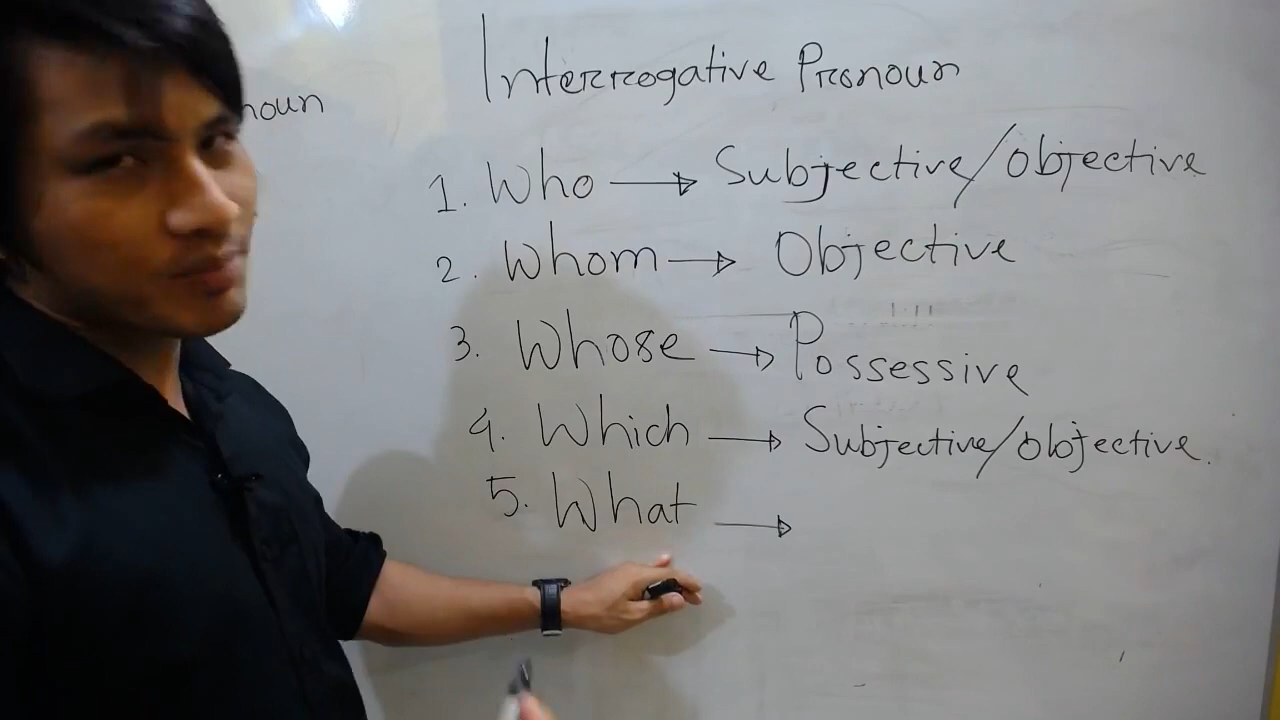 noun
Interrogative Pronoun
1. Who → Subjective/Objective
2. Whom → Objective
3. Whose → Possessive
4. Which → Subjective/Objective.
5. What →